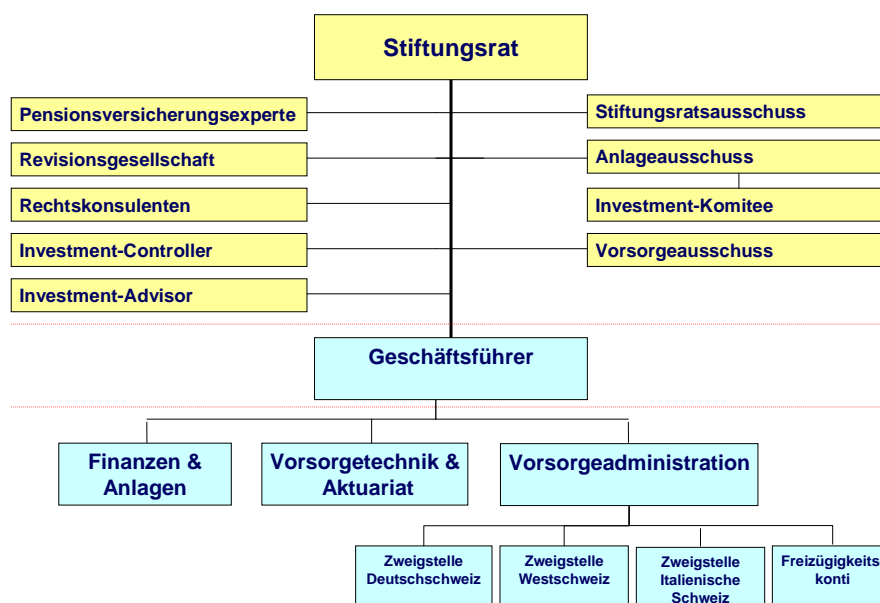 Stiftungsrat
Pensionsversicherungsexperte
Stiftungsratsausschuss
Revisionsgesellschaft
Anlageausschuss
Rechtskonsulenten
Investment-Komitee
Investment-Controller
Vorsorgeausschuss
Investment-Advisor
Geschäftsführer
Finanzen &
Anlagen
Vorsorgetechnik &
Aktuariat
Vorsorgeadministration
Zweigstelle
Deutschschweiz
Zweigstelle
Westschweiz
Zweigstelle
Italienische
Schweiz
Freizügigkeits
konti